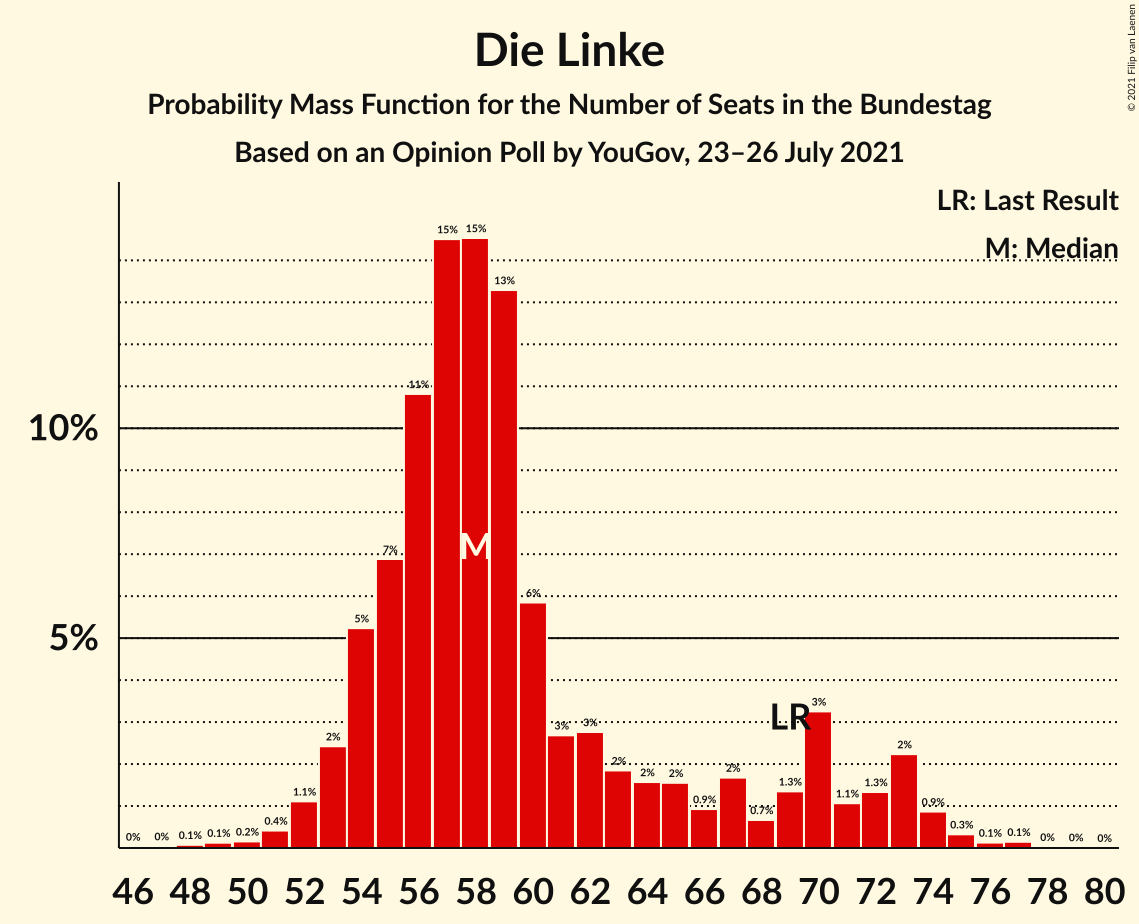 © 2021 Filip van Laenen
Die Linke
Probability Mass Function for the Number of Seats in the Bundestag
Based on an Opinion Poll by YouGov, 23–26 July 2021
LR: Last Result
M: Median
10%
5%
0% 0% 0.1% 0.1% 0.2% 0.4% 1.1% 2% 5% 7% 11% 15% 15% 13% 6% 3% 3% 2% 2% 2% 0.9% 2% 0.7% 1.3% 3% 1.1% 1.3% 2% 0.9% 0.3% 0.1% 0.1% 0% 0% 0%
M
LR
46 48 50 52 54 56 58 60 62 64 66 68 70 72 74 76 78 80